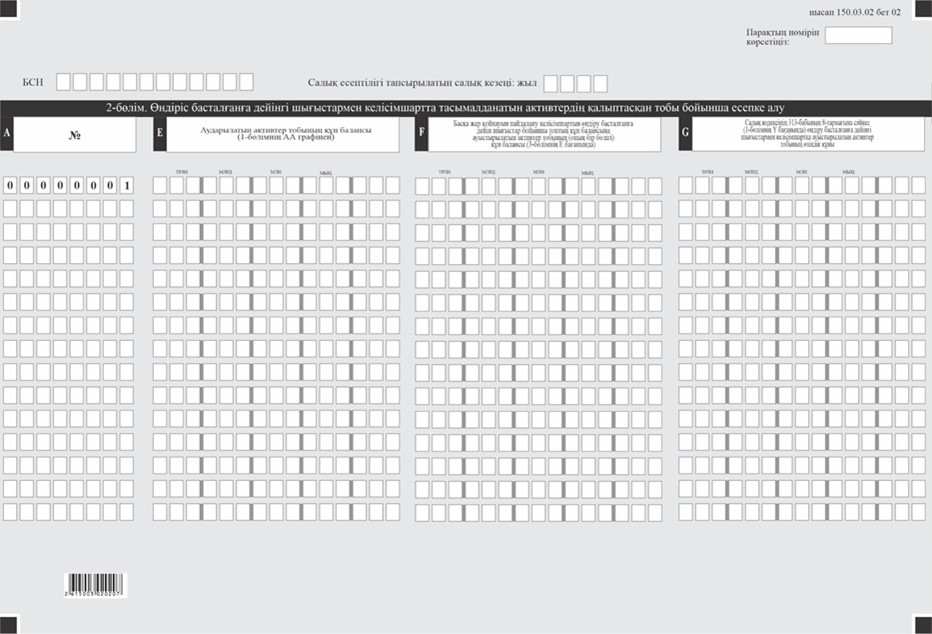 нысан 150.03.02 бет 02
Парақтың нөмірін
көрсетіңіз:
БСН
Салық есептілігі тапсырылатын салық кезеңі: жыл
2-бөлім. Өндіріс басталғанға дейінгі шығыстармен келісімшартта тасымалданатын активтердің қалыптасқан тобы бойынша есепке алу
A
№
E
Аударылатын активтер тобының құн балансы
(1-бөлімнің АА графінен)
F
Басқа жер қойнауын пайдалану келісімшартын өндіру басталғанға
дейін шығыстар бойынша (оптың құн балансына
ауыстырылатын активтер тобының (оның бір бөлігі)
құн балансы (3-бөлімнің E бағанында)
G
Салық кодексінің 313-бабының 8-тармағына сәйкес
(1-бөлімнің Y бағанында) өндіру басталғанға дейінгі
шығыстармен келісімшартқа ауыстырылатын активтер
тобының өзіндік құны
трлн млрд млн мың трлн млрд млн мың трлн млрд млн мың
0 0 0 0 0 0 0 1